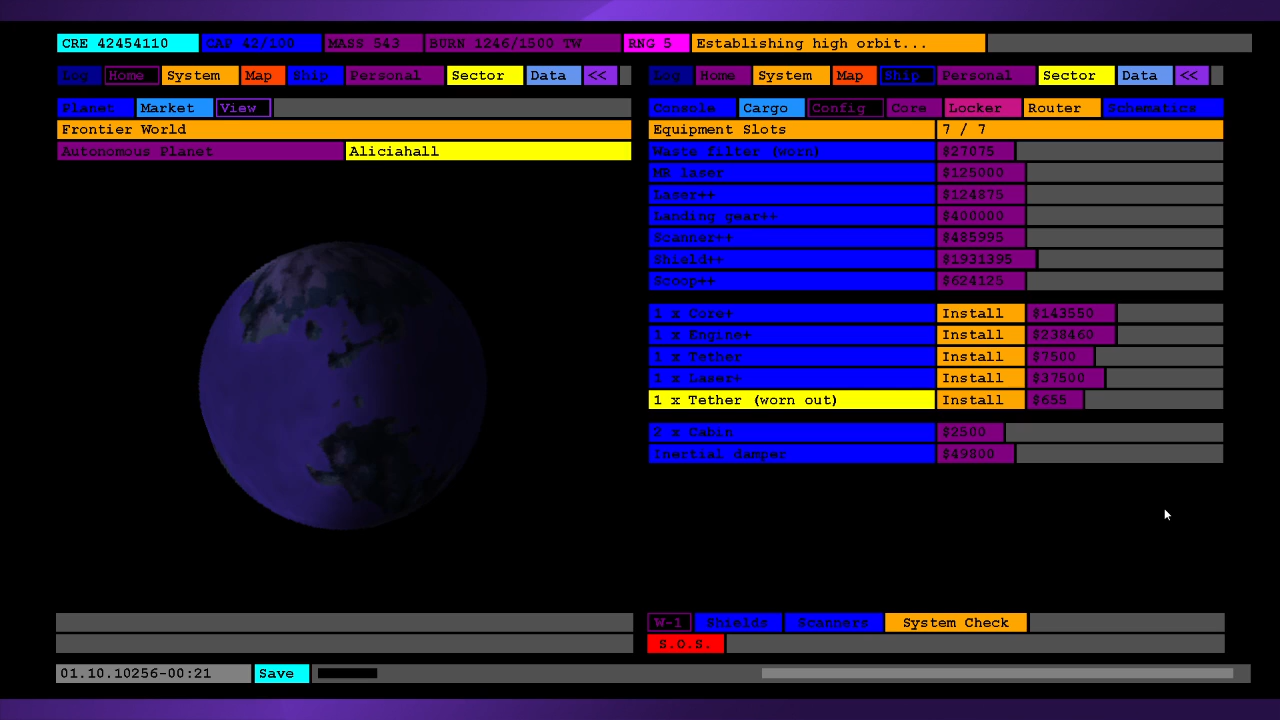 CRE 42454110 CAP 42/100 MASS 543 BURN 1246/1500 TW RNG 5 Establishing high orbit...
Log Home System Map Ship Personal Sector Data << Log Home System Map Ship Personal Sector Data <<
Planet Market View
Frontier World
Autonomous Planet Aliciahall
Console Cargo Config Core Locker Router Schematics
Equipment Slots 7 / 7
Waste filter (worn) $27075
MR laser $125000
Laser++ $124875
Landing gear++ $400000
Scanner++ $485995
Shield++ $1931395
Scoop++ $624125
1 x Core+ Install $143550
1 x Engine+ Install $238460
1 x Tether Install $7500
1 x Laser+ Install $37500
1 x Tether (worn out) Install $655
2 x Cabin $2500
Inertial damper $49800
W-1 Shields Scanners System Check
S.O.S.
01.10.10256-00:21 Save